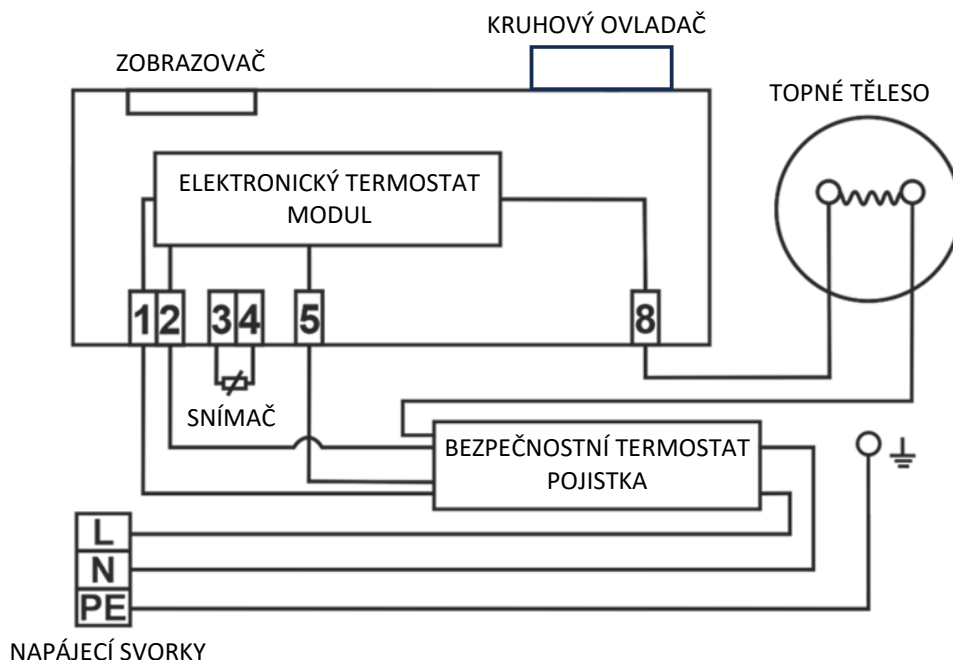 KRUHOVÝ OVLADAČ
ZOBRAZOVAČ
TOPNÉ TĚLESO
ELEKTRONICKÝ TERMOSTAT
MODUL
1 2 3 4 5 8
SNÍMAČ
BEZPEČNOSTNÍ TERMOSTAT
POJISTKA
L
N
PE
NAPÁJECÍ SVORKY